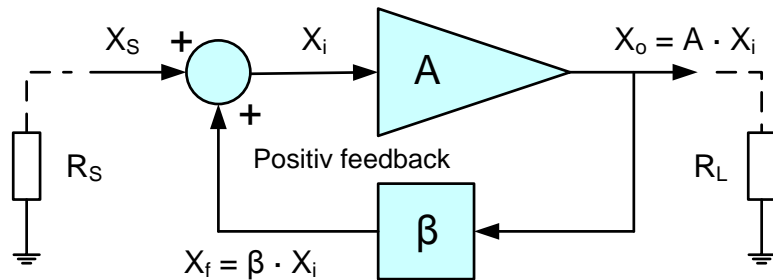 X_S + X_i A X_o = A · X_i
+
R_S Positiv feedback R_L
β
X_f = β · X_i